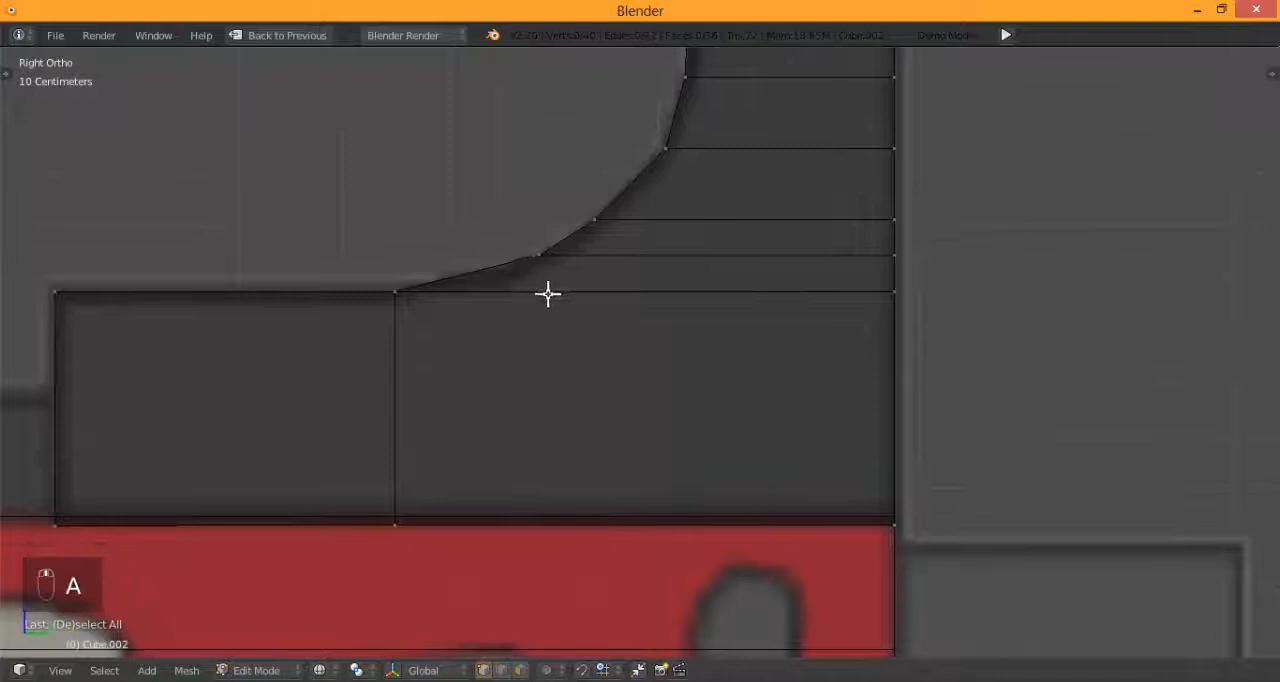 Blender
File Render Window Help Back to Previous Blender Render
Right Ortho
10 Centimeters
A
Last: (De)select All
(0) Cube.002
View Select Add Mesh Edit Mode Global